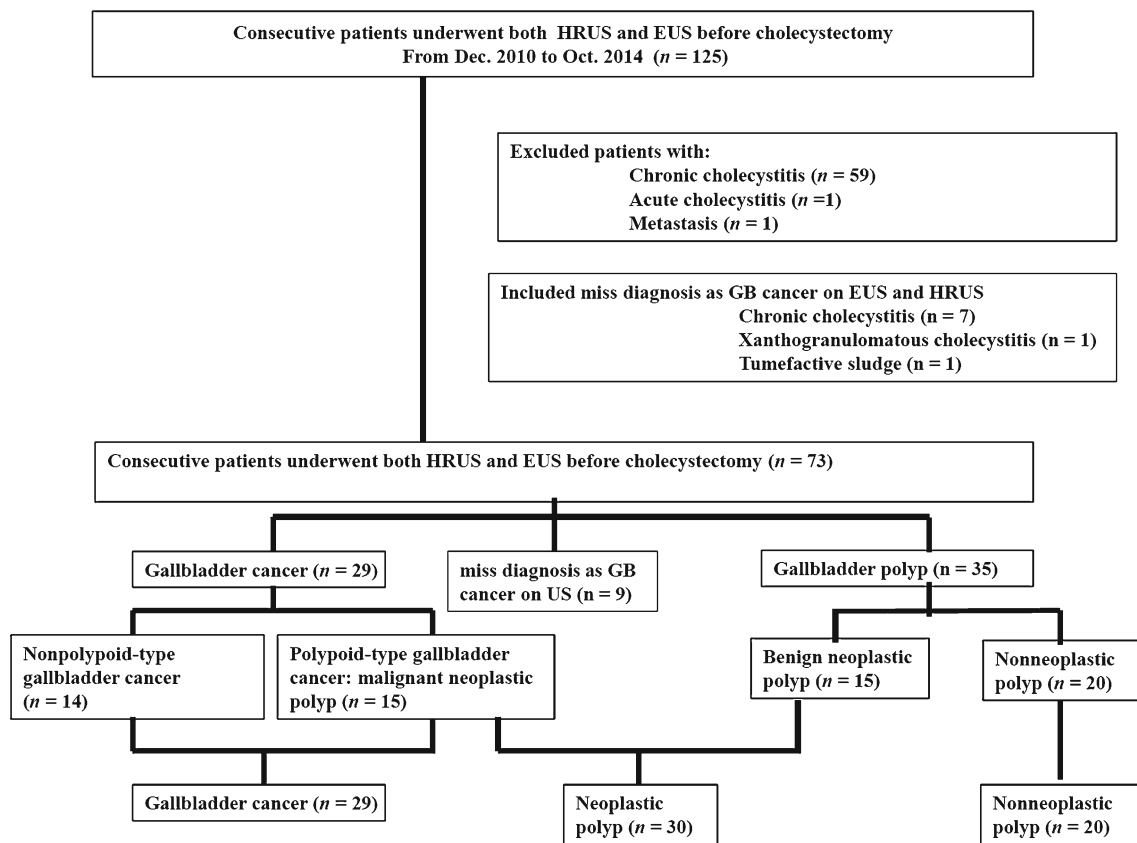 Consecutive patients underwent both HRUS and EUS before cholecystectomy
From Dec. 2010 to Oct. 2014 (n = 125)
Excluded patients with:
Chronic cholecystitis (n = 59)
Acute cholecystitis (n =1)
Metastasis (n = 1)
Included miss diagnosis as GB cancer on EUS and HRUS
Chronic cholecystitis (n = 7)
Xanthogranulomatous cholecystitis (n = 1)
Tumefactive sludge (n = 1)
Consecutive patients underwent both HRUS and EUS before cholecystectomy (n = 73)
Gallbladder cancer (n = 29)
miss diagnosis as GB
cancer on US (n = 9)
Gallbladder polyp (n = 35)
Nonpolypoid-type
gallbladder cancer
(n = 14)
Polypoid-type gallbladder
cancer: malignant neoplastic
polyp (n = 15)
Benign neoplastic
polyp (n = 15)
Nonneoplastic
polyp (n = 20)
Gallbladder cancer (n = 29)
Neoplastic
polyp (n = 30)
Nonneoplastic
polyp (n = 20)